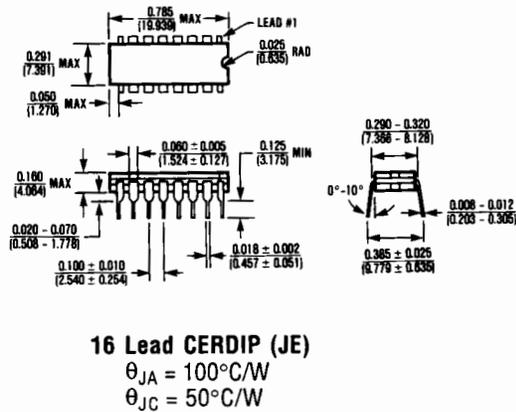 0.785
(19.939) MAX
LEAD #1
0.291
(7.391) MAX
0.025
(0.635) RAD
0.050
(1.270) MAX
0.060 ± 0.005
(1.524 ± 0.127)
0.125
(3.175) MIN
0.290 – 0.320
(7.366 – 8.128)
0.160
(4.064) MAX
0°-10°
0.008 – 0.012
(0.203 – 0.305)
0.020 – 0.070
(0.508 – 1.778)
0.018 ± 0.002
(0.457 ± 0.051)
0.100 ± 0.010
(2.540 ± 0.254)
0.385 ± 0.025
(9.779 ± 0.635)
16 Lead CERDIP (JE)
θJA = 100°C/W
θJC = 50°C/W